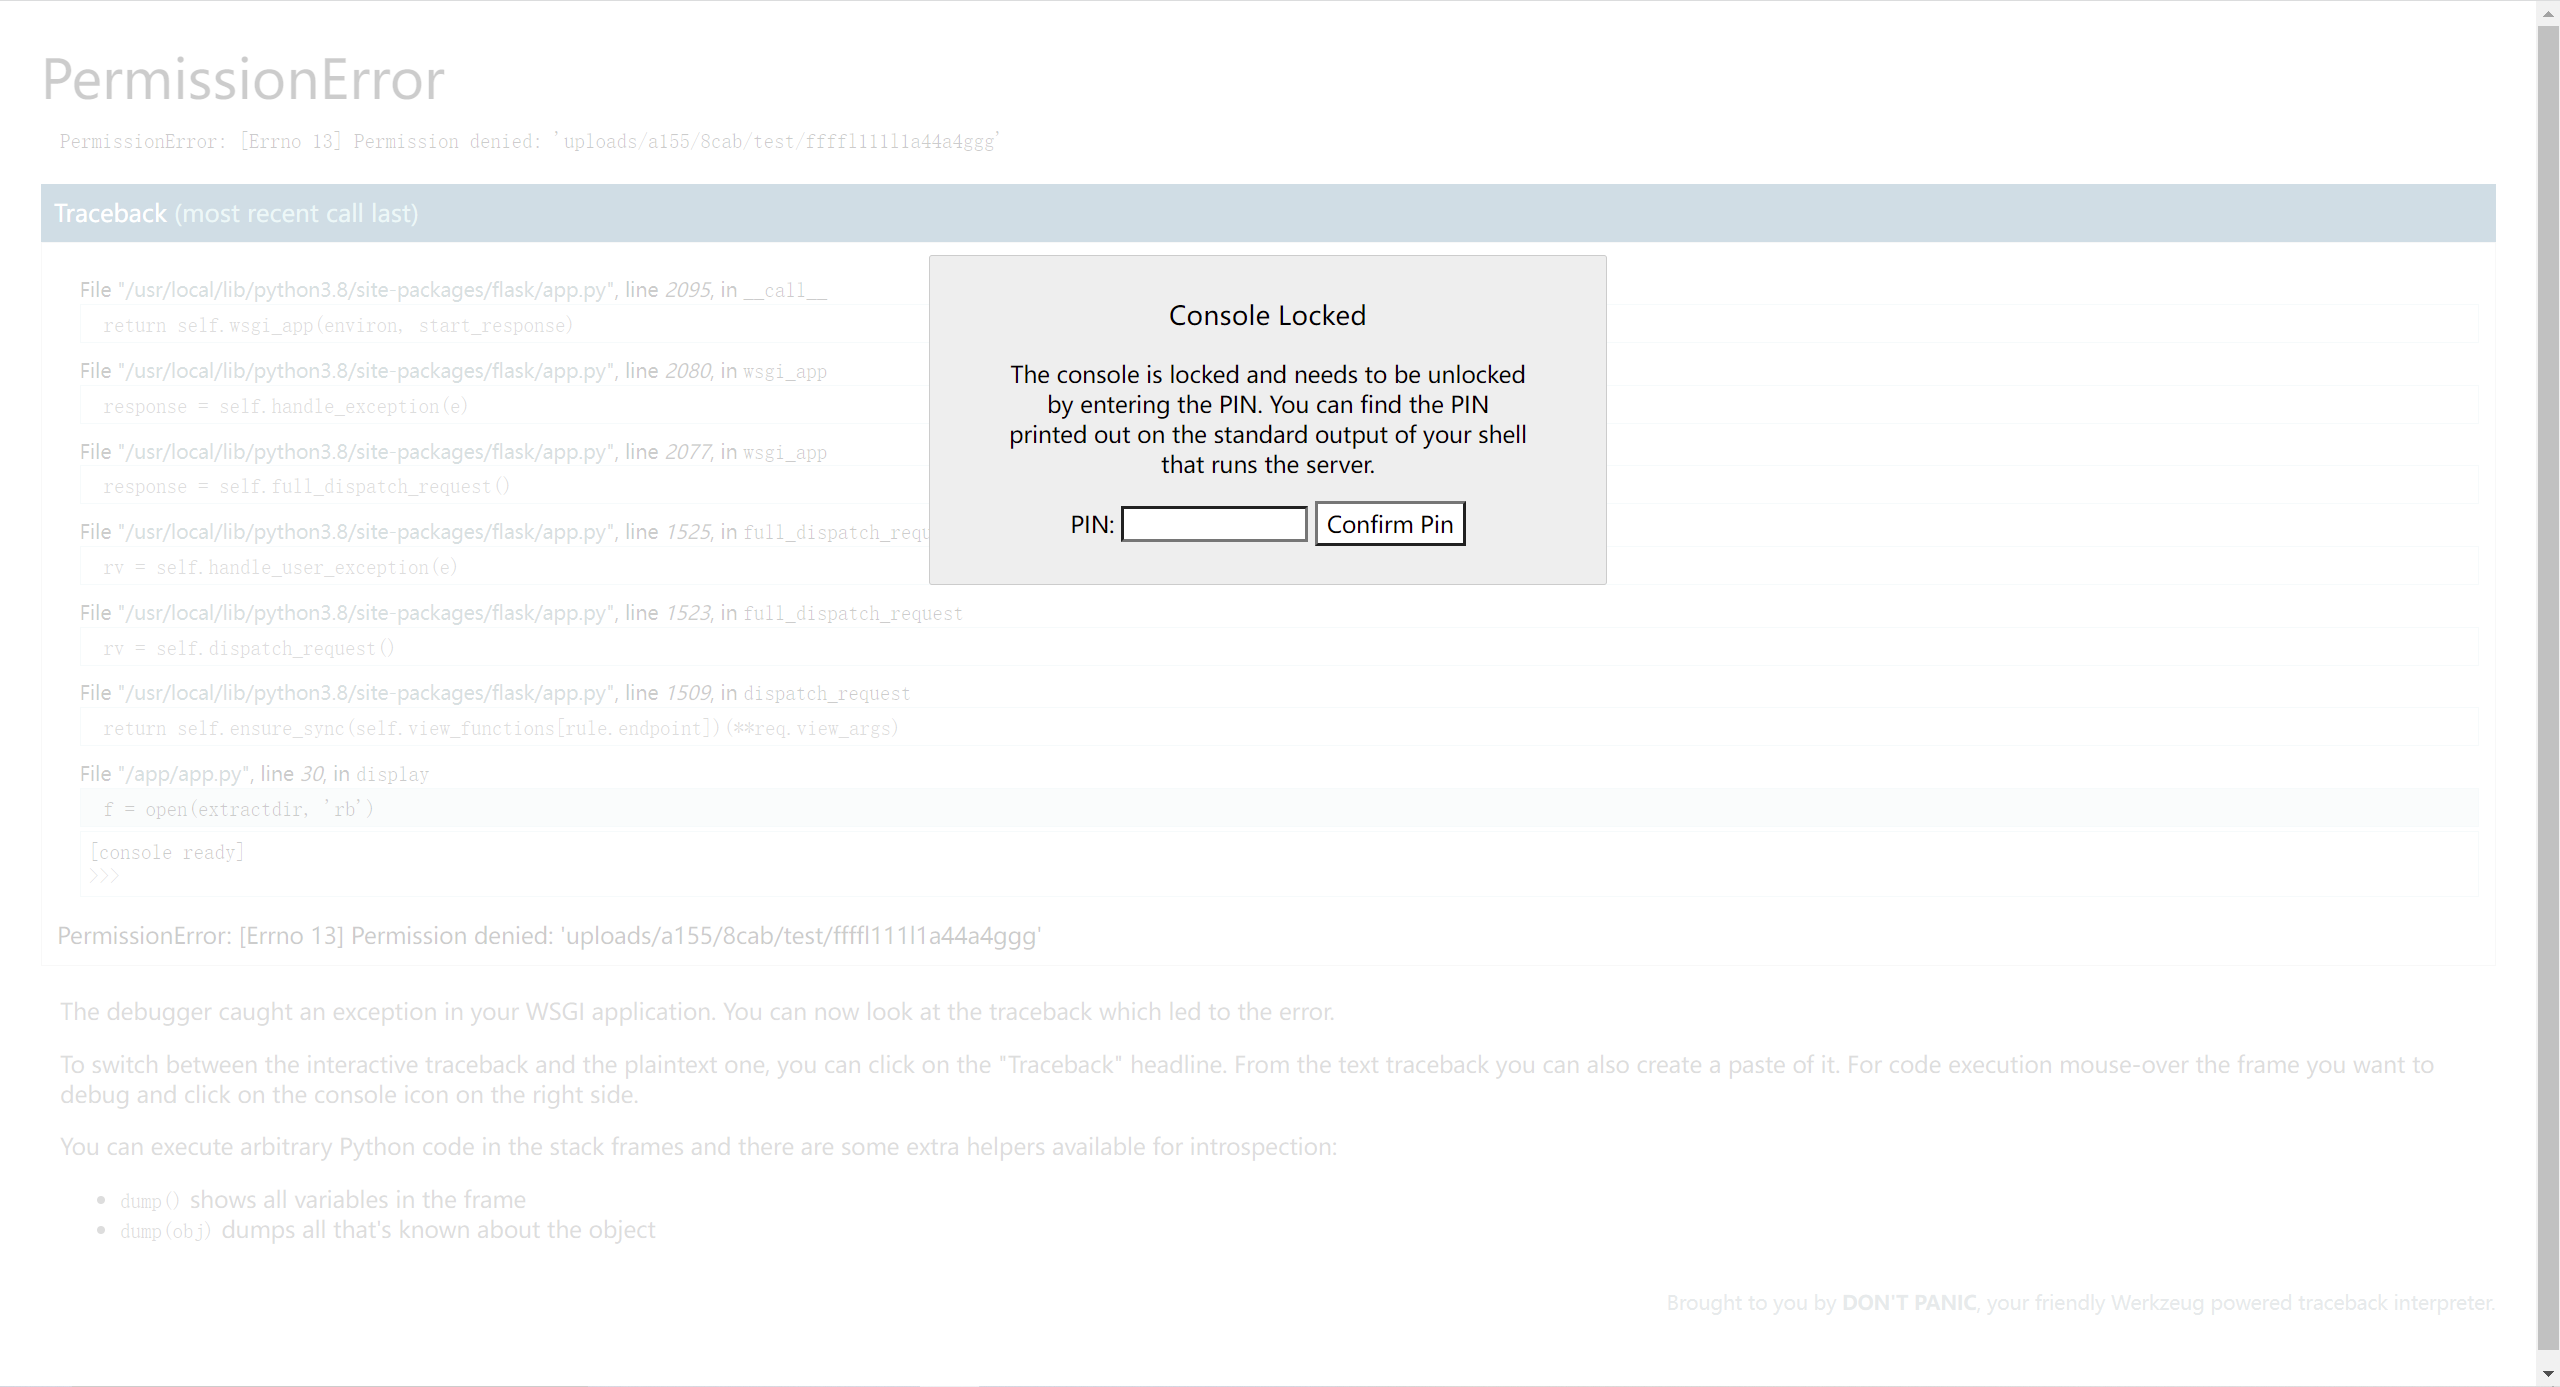 PermissionError
PermissionError: [Errno 13] Permission denied: 'uploads/a155/8cab/test/ffffl111l1a44a4ggg'
Traceback (most recent call last)
File "/usr/local/lib/python3.8/site-packages/flask/app.py", line 2095, in __call__
return self.wsgi_app(environ, start_response)
File "/usr/local/lib/python3.8/site-packages/flask/app.py", line 2080, in wsgi_app
response = self.handle_exception(e)
File "/usr/local/lib/python3.8/site-packages/flask/app.py", line 2077, in wsgi_app
response = self.full_dispatch_request()
File "/usr/local/lib/python3.8/site-packages/flask/app.py", line 1525, in full_dispatch_requ
rv = self.handle_user_exception(e)
File "/usr/local/lib/python3.8/site-packages/flask/app.py", line 1523, in full_dispatch_request
rv = self.dispatch_request()
File "/usr/local/lib/python3.8/site-packages/flask/app.py", line 1509, in dispatch_request
return self.ensure_sync(self.view_functions[rule.endpoint])(**req.view_args)
File "/app/app.py", line 30, in display
f = open(extractdir, 'rb')
[console ready]
>>>
PermissionError: [Errno 13] Permission denied: 'uploads/a155/8cab/test/ffffl111l1a44a4ggg'
Console Locked
The console is locked and needs to be unlocked
by entering the PIN. You can find the PIN
printed out on the standard output of your shell
that runs the server.
PIN: Confirm Pin
The debugger caught an exception in your WSGI application. You can now look at the traceback which led to the error.
To switch between the interactive traceback and the plaintext one, you can click on the "Traceback" headline. From the text traceback you can also create a paste of it. For code execution mouse-over the frame you want to
debug and click on the console icon on the right side.
You can execute arbitrary Python code in the stack frames and there are some extra helpers available for introspection:
• dump() shows all variables in the frame
• dump(obj) dumps all that's known about the object
Brought to you by DON'T PANIC, your friendly Werkzeug powered traceback interpreter.